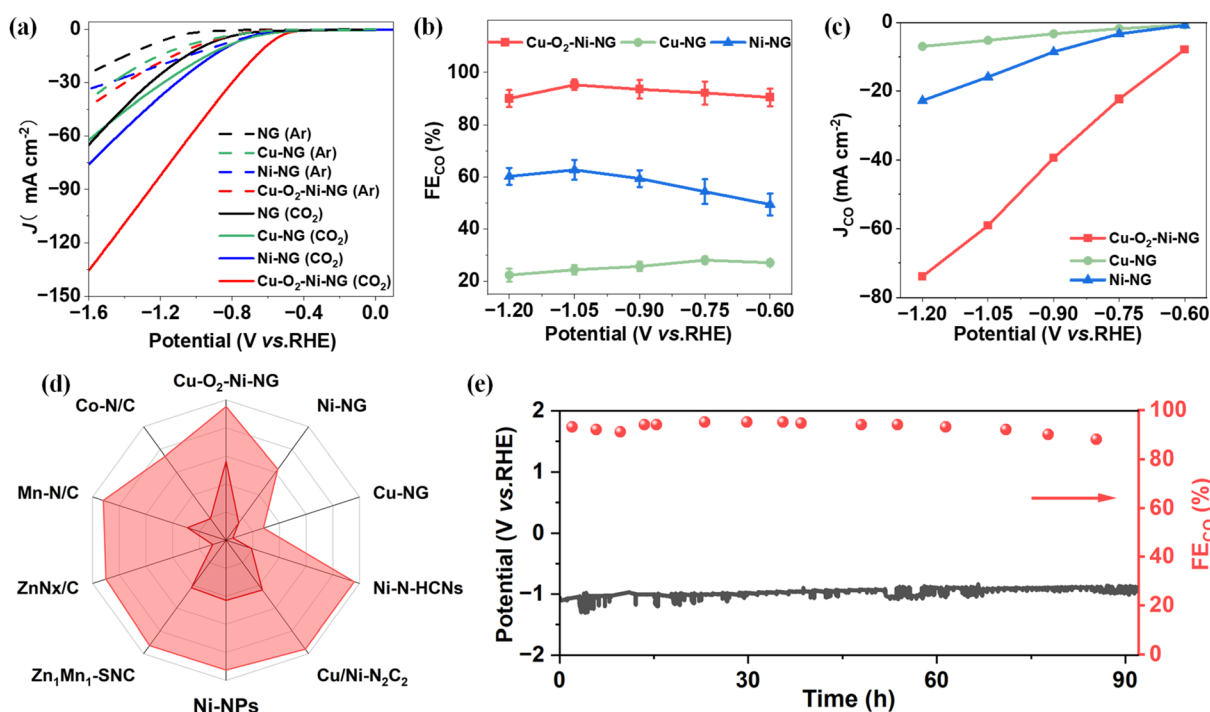 (a)
0
−30
−60
−90
−120
−150
J( mA cm⁻²)
NG (Ar)
Cu-NG (Ar)
Ni-NG (Ar)
Cu-O₂-Ni-NG (Ar)
NG (CO₂)
Cu-NG (CO₂)
Ni-NG (CO₂)
Cu-O₂-Ni-NG (CO₂)
−1.6 −1.2 −0.8 −0.4 0.0
Potential (V vs.RHE)
(b)
Cu-O₂-Ni-NG Cu-NG Ni-NG
100
80
60
40
20
FE_CO (%)
−1.20 −1.05 −0.90 −0.75 −0.60
Potential (V vs.RHE)
(c)
0
−20
−40
−60
−80
J_CO (mA cm⁻²)
Cu-O₂-Ni-NG
Cu-NG
Ni-NG
−1.20 −1.05 −0.90 −0.75 −0.60
Potential (V vs.RHE)
(d)
Cu-O₂-Ni-NG
Ni-NG
Cu-NG
Ni-N-HCNs
Cu/Ni-N₂C₂
Ni-NPs
Zn₁Mn₁-SNC
ZnNx/C
Mn-N/C
Co-N/C
(e)
2
1
0
−1
−2
Potential (V vs.RHE)
100
80
60
40
20
0
FE_CO (%)
0 30 60 90
Time (h)